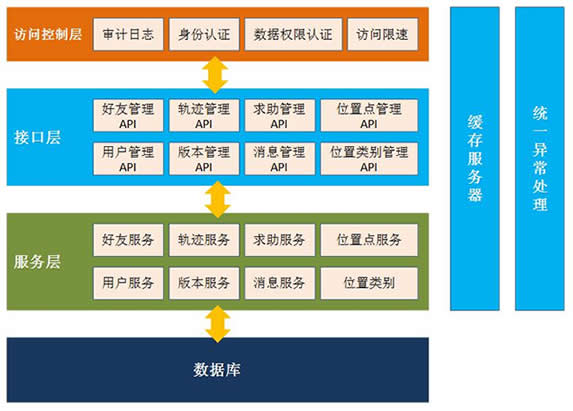 访问控制层
审计日志
身份认证
数据权限认证
访问限速
接口层
好友管理
API
轨迹管理
API
求助管理
API
位置点管理
API
用户管理
API
版本管理
API
消息管理
API
位置类别管理
API
服务层
好友服务
轨迹服务
求助服务
位置点服务
用户服务
版本服务
消息服务
位置类别
数据库
缓存服务器
统一异常处理